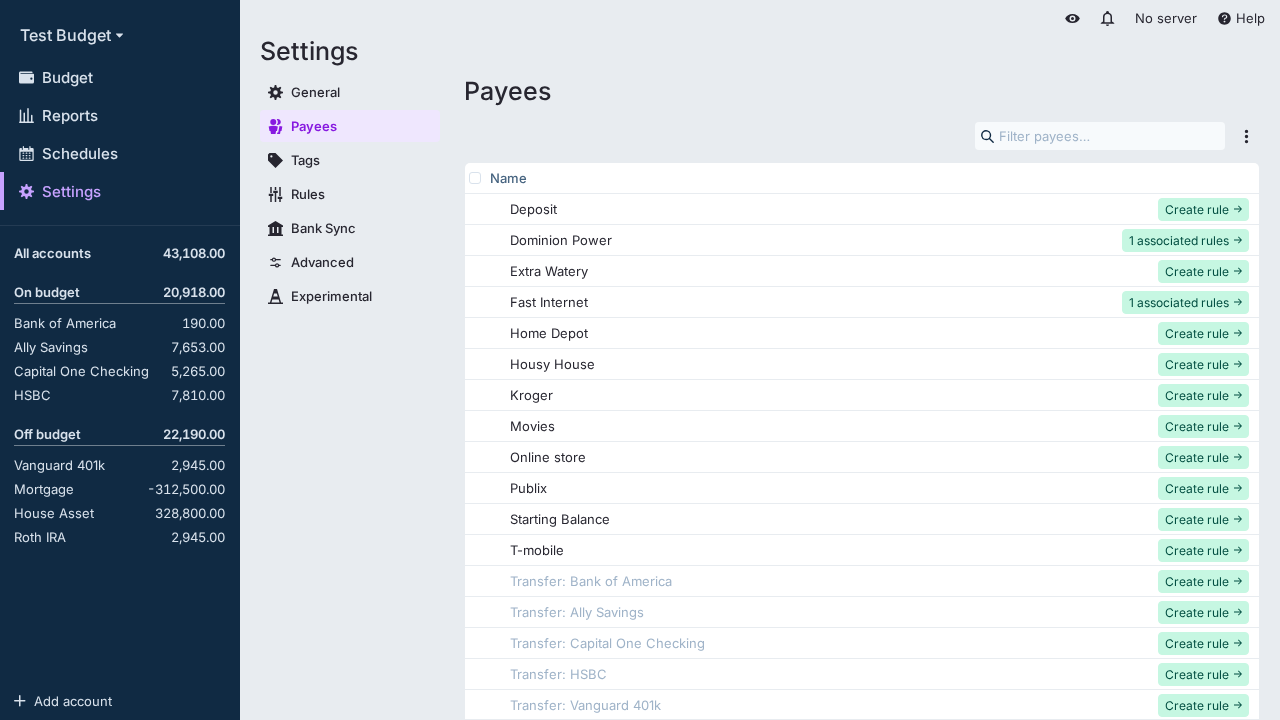 Test Budget
Budget
Reports
Schedules
Settings
All accounts 43,108.00
On budget 20,918.00
Bank of America 190.00
Ally Savings 7,653.00
Capital One Checking 5,265.00
HSBC 7,810.00
Off budget 22,190.00
Vanguard 401k 2,945.00
Mortgage -312,500.00
House Asset 328,800.00
Roth IRA 2,945.00
Add account
No server Help
Settings
General
Payees
Tags
Rules
Bank Sync
Advanced
Experimental
Payees
Filter payees...
Name
Deposit Create rule
Dominion Power 1 associated rules
Extra Watery Create rule
Fast Internet 1 associated rules
Home Depot Create rule
Housy House Create rule
Kroger Create rule
Movies Create rule
Online store Create rule
Publix Create rule
Starting Balance Create rule
T-mobile Create rule
Transfer: Bank of America Create rule
Transfer: Ally Savings Create rule
Transfer: Capital One Checking Create rule
Transfer: HSBC Create rule
Transfer: Vanguard 401k Create rule